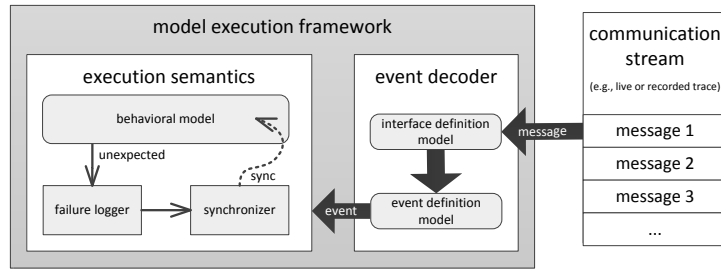 model execution framework
execution semantics
behavioral model
unexpected
sync
failure logger
synchronizer
event decoder
interface definition
model
event definition
model
event
message
communication
stream
(e.g., live or recorded trace)
message 1
message 2
message 3
...